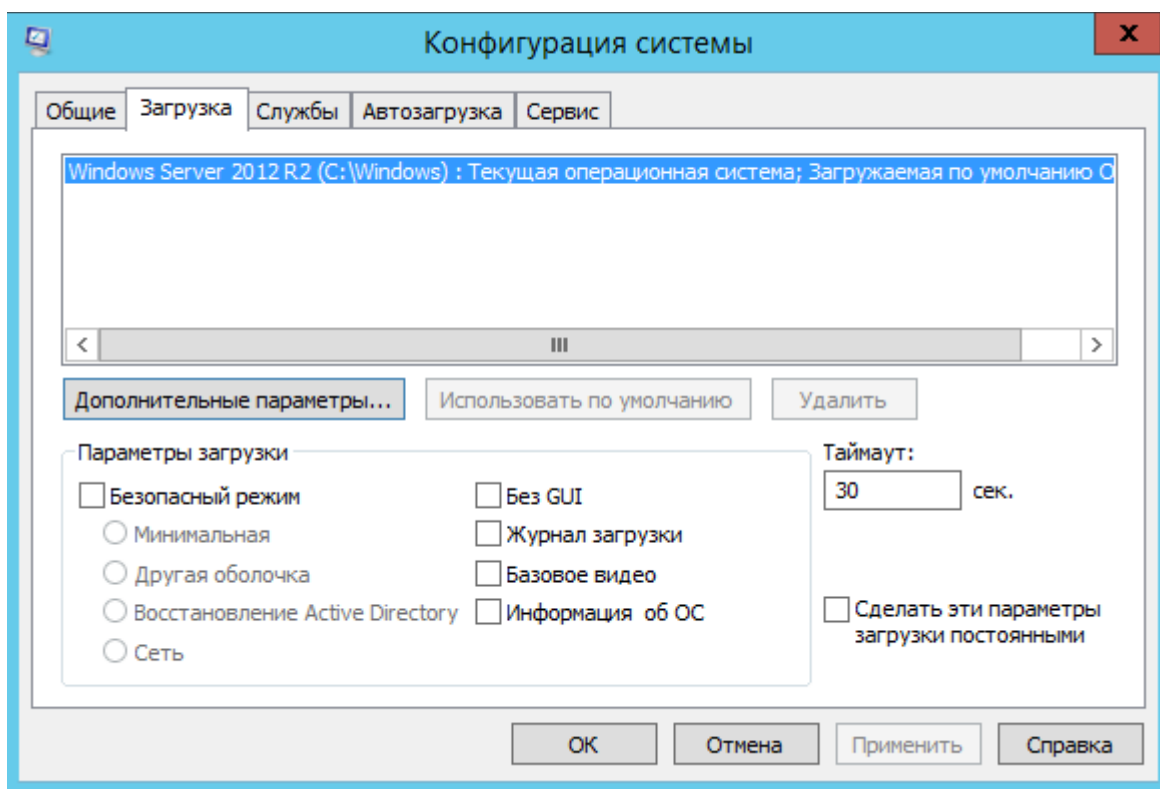 Конфигурация системы
x
Общие Загрузка Службы Автозагрузка Сервис
Windows Server 2012 R2 (C:\Windows) : Текущая операционная система; Загружаемая по умолчанию О
Дополнительные параметры... Использовать по умолчанию Удалить
Параметры загрузки
Таймаут:
Безопасный режим
Без GUI
30 сек.
Минимальная
Журнал загрузки
Другая оболочка
Базовое видео
Восстановление Active Directory
Информация об ОС
Сеть
Сделать эти параметры
загрузки постоянными
ОК Отмена Применить Справка